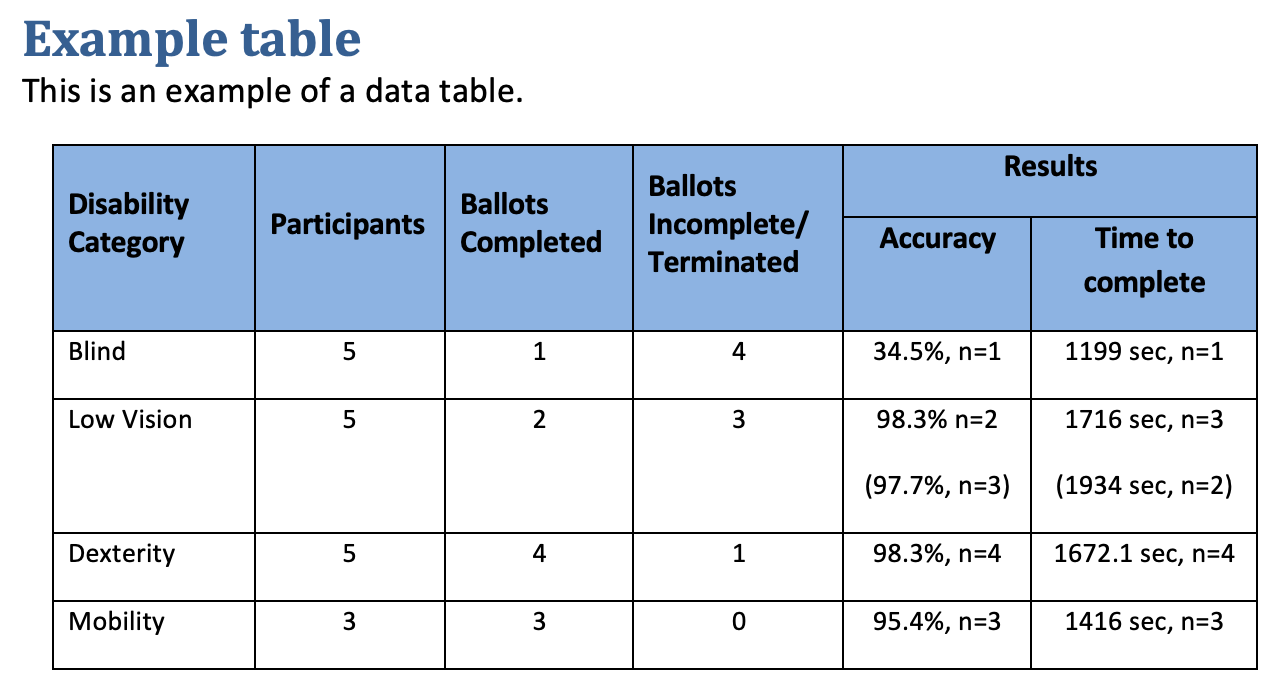 Example table
This is an example of a data table.
Disability
Category
Participants
Ballots
Completed
Ballots
Incomplete/
Terminated
Results
Accuracy
Time to
complete
Blind 5 1 4 34.5%, n=1 1199 sec, n=1
Low Vision 5 2 3 98.3% n=2 1716 sec, n=3
(97.7%, n=3) (1934 sec, n=2)
Dexterity 5 4 1 98.3%, n=4 1672.1 sec, n=4
Mobility 3 3 0 95.4%, n=3 1416 sec, n=3